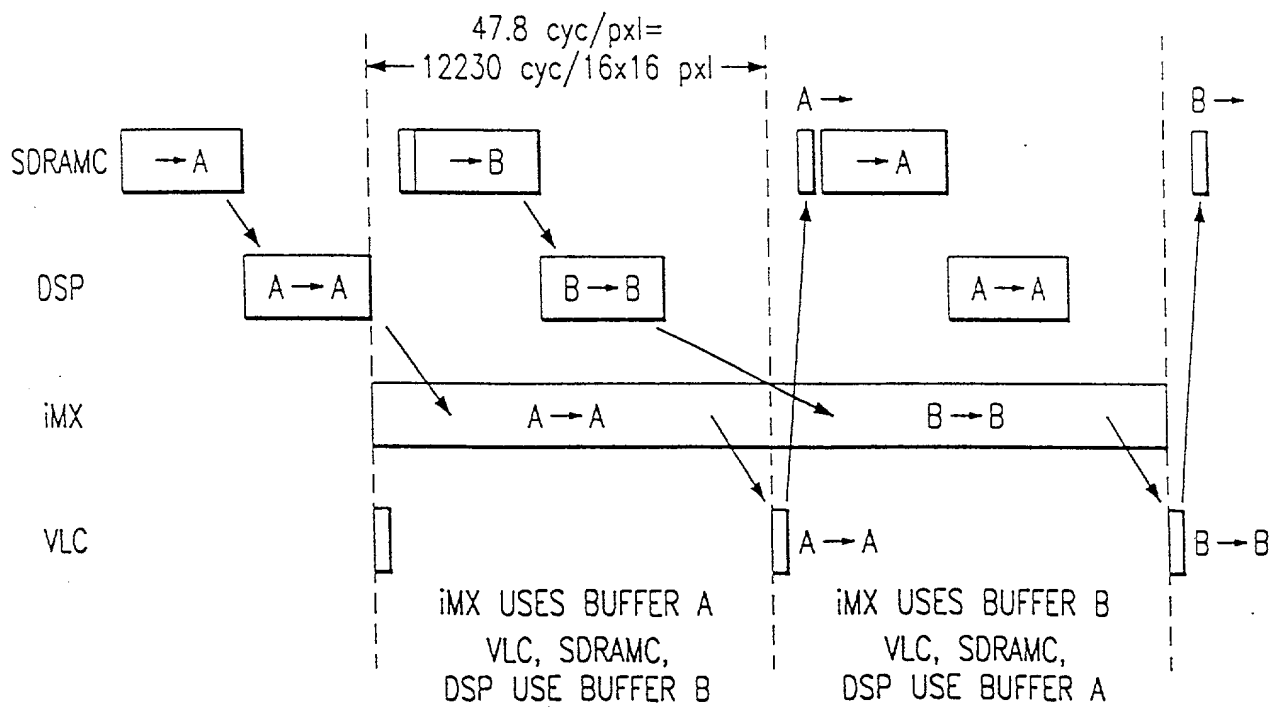 47.8 cyc/pxl=
12230 cyc/16x16 pxl
A → B →
SDRAMC → A → B → A
DSP A → A B → B A → A
iMX A → A B → B
VLC A → A B → B
iMX USES BUFFER A
VLC, SDRAMC,
DSP USE BUFFER B
iMX USES BUFFER B
VLC, SDRAMC,
DSP USE BUFFER A